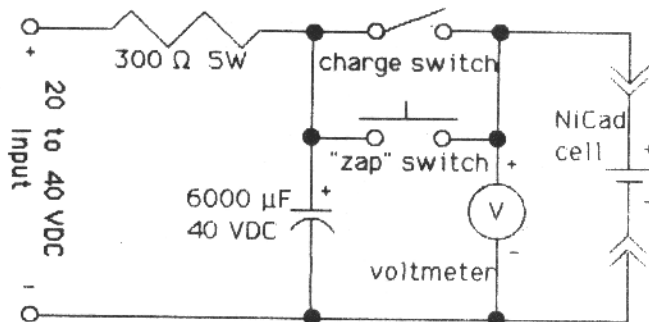 +
300 Ω 5W
charge switch
20 to 40 VDC
Input
"zap" switch
NiCad
cell
+
+
+
6000 µF
40 VDC
V
-
-
voltmeter
-